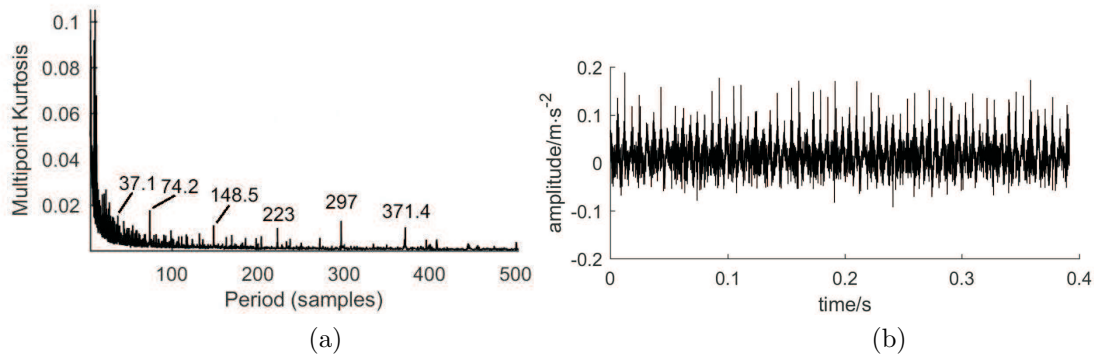 Multipoint Kurtosis
0.1
0.08
0.06
0.04
0.02
37.1
74.2
148.5
223
297
371.4
100 200 300 400 500
Period (samples)
(a)
amplitude/m·s-2
0.2
0.1
0
-0.1
-0.2
0 0.1 0.2 0.3 0.4
time/s
(b)